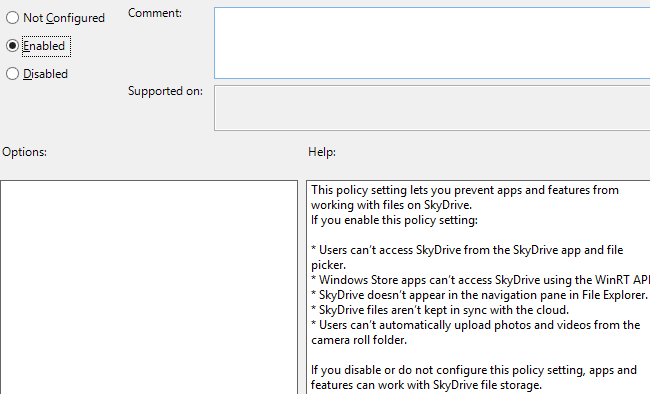 Not Configured
Comment:
Enabled
Disabled
Supported on:
Options:
Help:
This policy setting lets you prevent apps and features from
working with files on SkyDrive.
If you enable this policy setting:
* Users can't access SkyDrive from the SkyDrive app and file
picker.
* Windows Store apps can't access SkyDrive using the WinRT API
* SkyDrive doesn't appear in the navigation pane in File Explorer.
* SkyDrive files aren't kept in sync with the cloud.
* Users can't automatically upload photos and videos from the
camera roll folder.
If you disable or do not configure this policy setting, apps and
features can work with SkyDrive file storage.